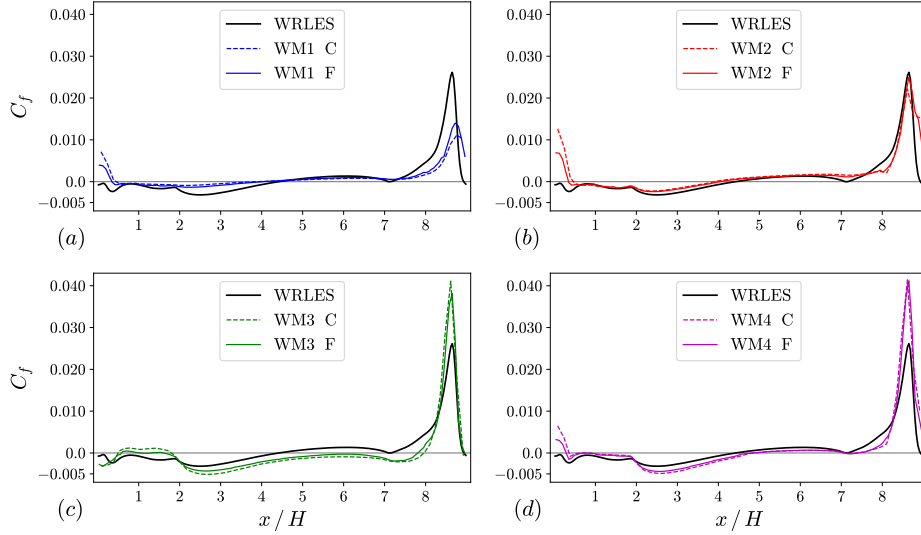 0.040
0.030
0.020
0.010
0.0
−0.005
C_f
WRLES
WM1 C
WM1 F
1 2 3 4 5 6 7 8
(a)
0.040
0.030
0.020
0.010
0.0
−0.005
WRLES
WM2 C
WM2 F
1 2 3 4 5 6 7 8
(b)
0.040
0.030
0.020
0.010
0.0
−0.005
C_f
WRLES
WM3 C
WM3 F
1 2 3 4 5 6 7 8
(c)
x / H
0.040
0.030
0.020
0.010
0.0
−0.005
WRLES
WM4 C
WM4 F
1 2 3 4 5 6 7 8
(d)
x / H